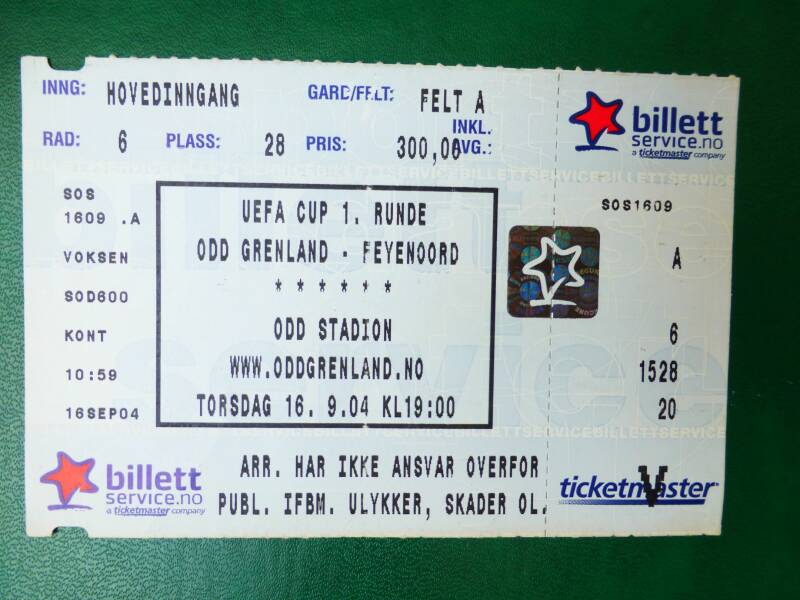 INNG: HOVEDINNGANG GARD/FELT: FELT A
RAD: 6 PLASS: 28 PRIS: 300,00 INKL. AVG.:
billett
service.no
a ticketmaster company
BILLETTSERVICEBILLETTSERVICEBILLETTSERVICE
SOS
1609 .A
VOKSEN
SOD600
KONT
10:59
16SEP04
UEFA CUP 1. RUNDE
ODD GRENLAND - FEYENOORD
* * * * * *
ODD STADION
WWW.ODDGRENLAND.NO
TORSDAG 16. 9.04 KL19:00
SOS1609
A
6
1528
20
BILLETTSERVICEBILLETTSERVICE
billett
service.no
a ticketmaster company
ARR. HAR IKKE ANSVAR OVERFOR
PUBL. IFBM. ULYKKER, SKADER OL.
ticketmaster
V